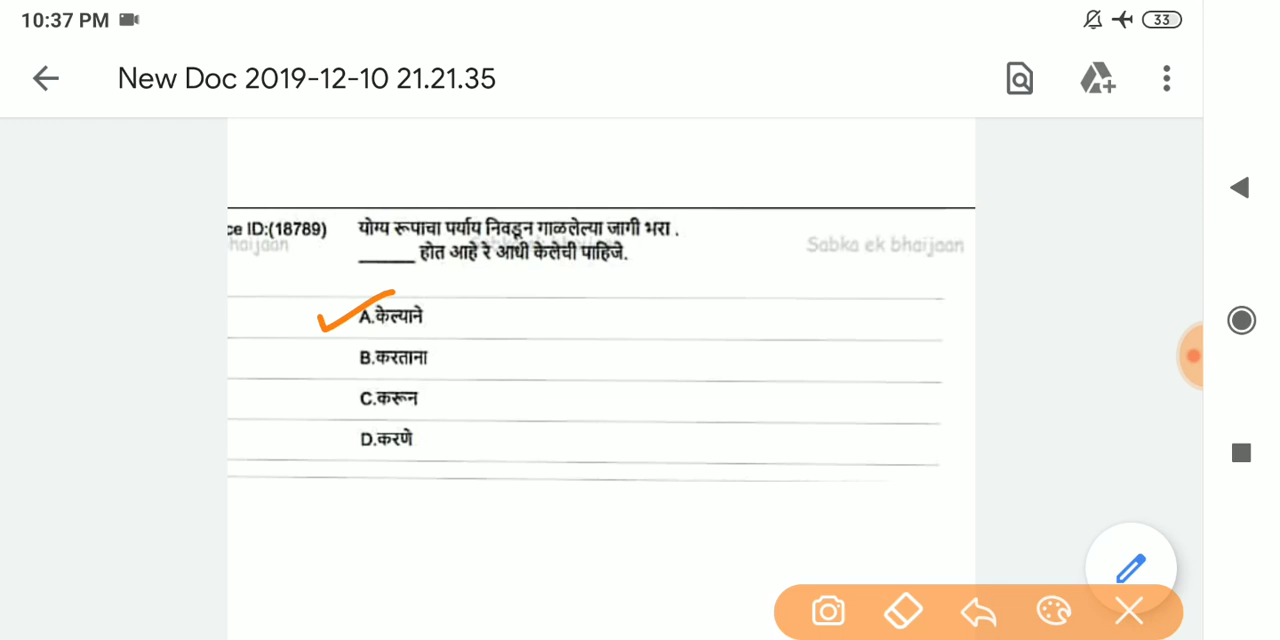 10:37 PM
33
New Doc 2019-12-10 21.21.35
ce ID:(18789)
योग्य रूपाचा पर्याय निवडून गाळलेल्या जागी भरा .
haijaan
Sabka ek bhaijaan
______ होत आहे रे आधी केलेची पाहिजे.
A.केल्याने
B.करताना
C.करून
D.करणे